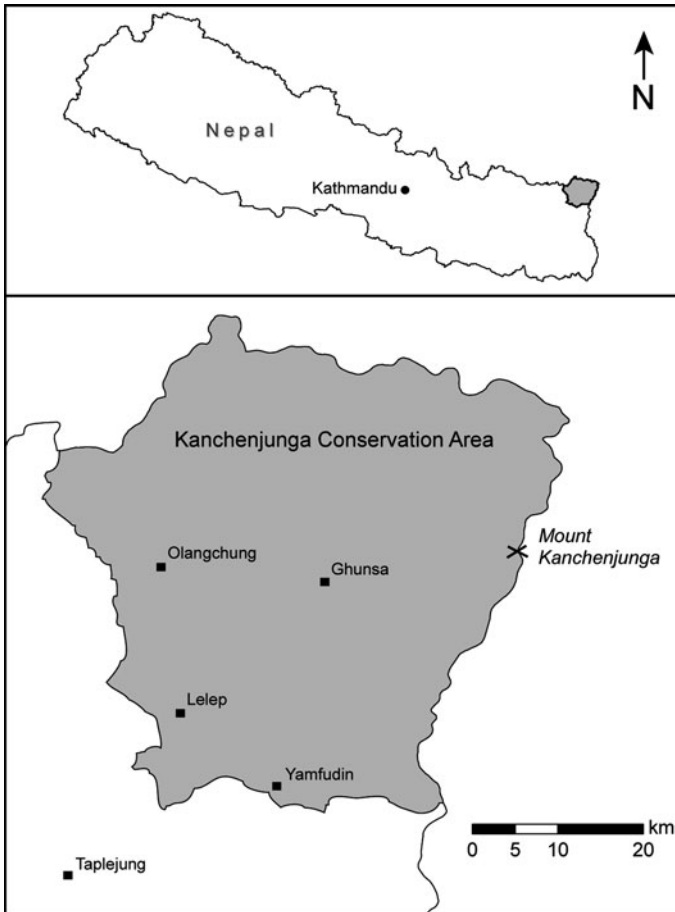 N
Nepal
Kathmandu
Kanchenjunga Conservation Area
Mount
Kanchenjunga
Olangchung
Ghunsa
Lelep
Yamfudin
km
0 5 10 20
Taplejung